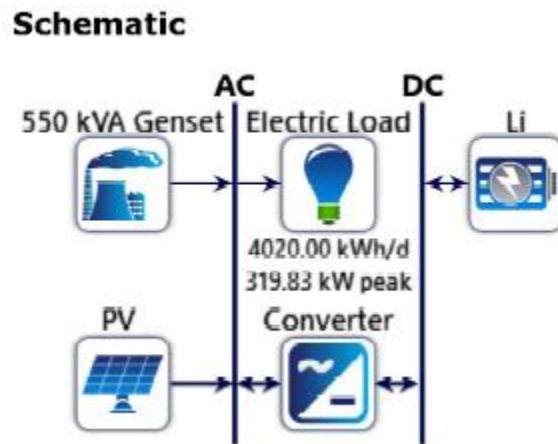 Schematic
AC
DC
550 kVA Genset
Electric Load
Li
4020.00 kWh/d
319.83 kW peak
PV
Converter